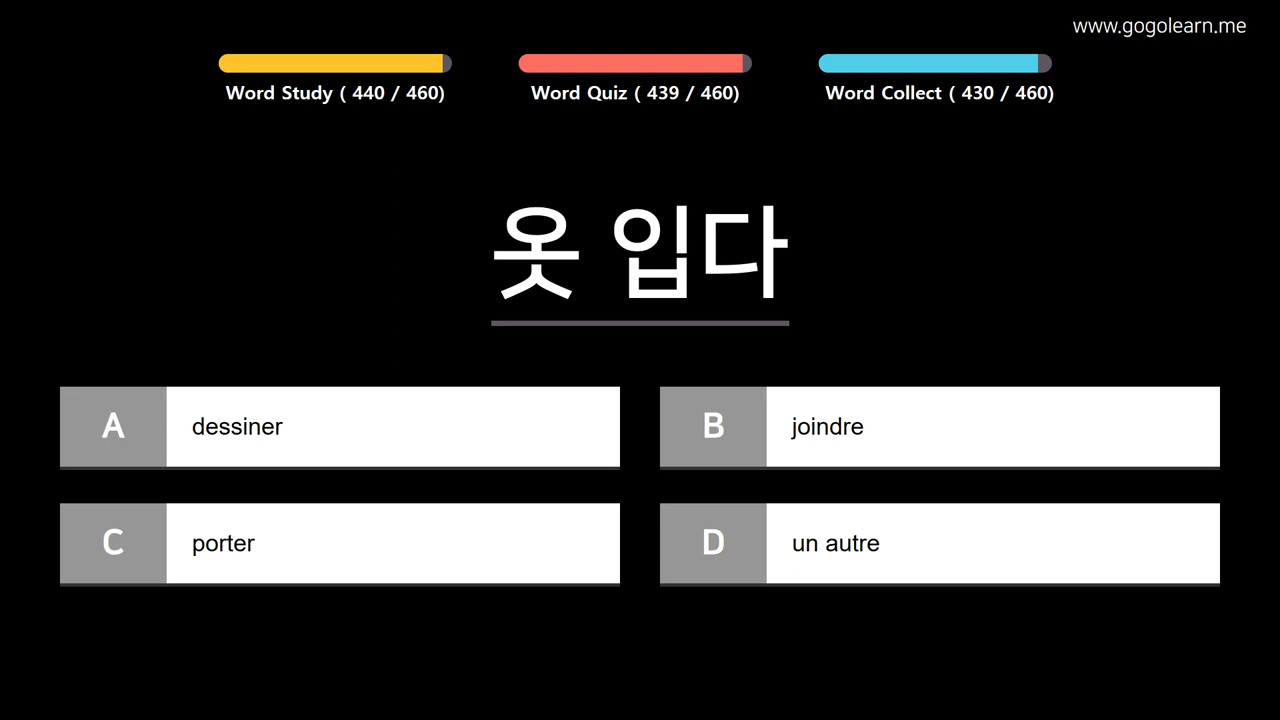 www.gogolearn.me
Word Study ( 440 / 460)
Word Quiz ( 439 / 460)
Word Collect ( 430 / 460)
옷 입다
A dessiner
B joindre
C porter
D un autre